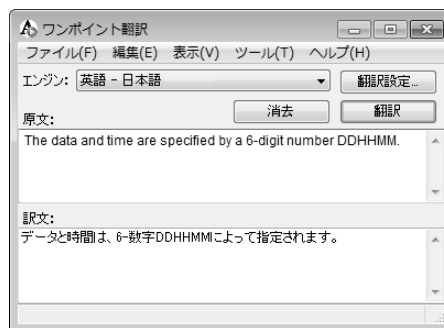 ワンポイント翻訳
ファイル(F) 編集(E) 表示(V) ツール(T) ヘルプ(H)
エンジン: 英語 - 日本語 翻訳設定...
原文: 消去 翻訳
The data and time are specified by a 6-digit number DDHHMM.
訳文:
データと時間は、6-数字DDHHMMによって指定されます。